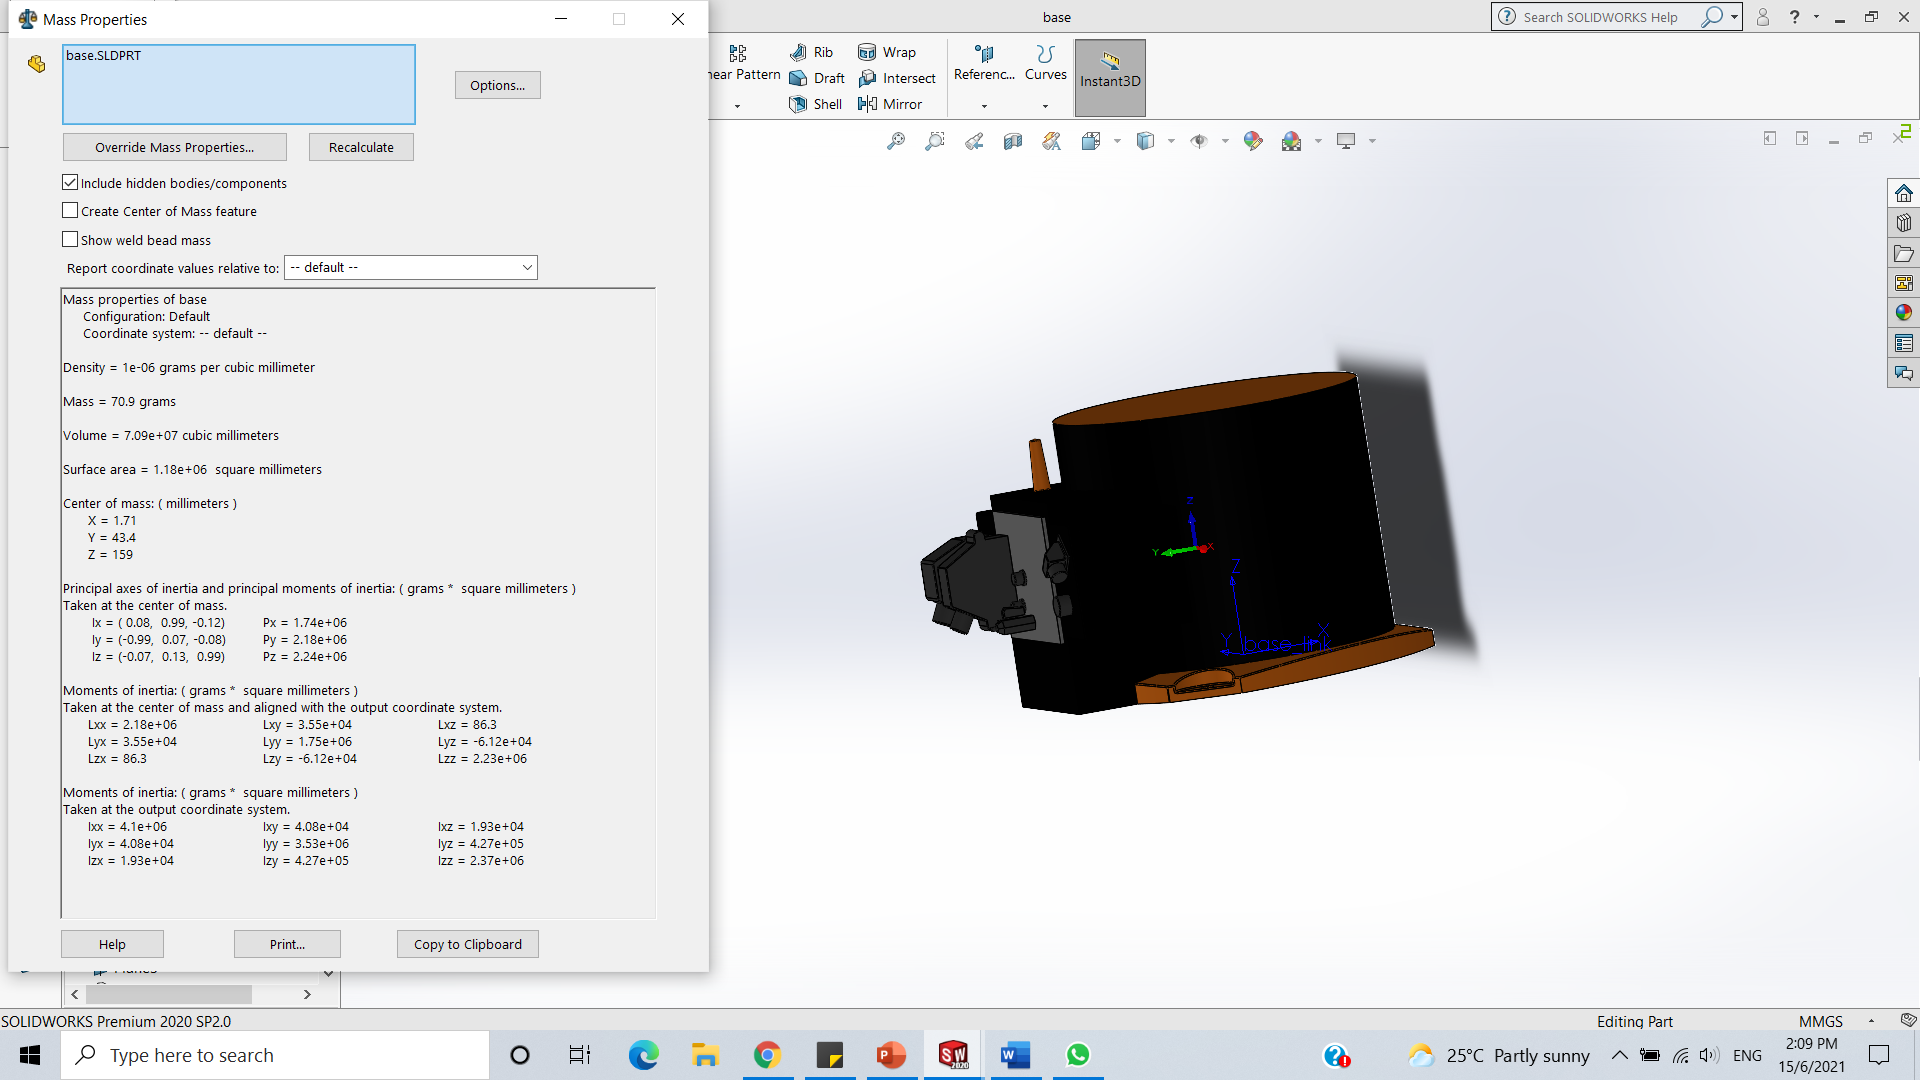 Mass Properties
base
Search SOLIDWORKS Help
base.SLDPRT
Options...
Override Mass Properties...
Recalculate
Include hidden bodies/components
Create Center of Mass feature
Show weld bead mass
Report coordinate values relative to:
-- default --
Mass properties of base
Configuration: Default
Coordinate system: -- default --
Density = 1e-06 grams per cubic millimeter
Mass = 70.9 grams
Volume = 7.09e+07 cubic millimeters
Surface area = 1.18e+06 square millimeters
Center of mass: ( millimeters )
X = 1.71
Y = 43.4
Z = 159
Principal axes of inertia and principal moments of inertia: ( grams * square millimeters )
Taken at the center of mass.
Ix = ( 0.08, 0.99, -0.12) Px = 1.74e+06
Iy = (-0.99, 0.07, -0.08) Py = 2.18e+06
Iz = (-0.07, 0.13, 0.99) Pz = 2.24e+06
Moments of inertia: ( grams * square millimeters )
Taken at the center of mass and aligned with the output coordinate system.
Lxx = 2.18e+06 Lxy = 3.55e+04 Lxz = 86.3
Lyx = 3.55e+04 Lyy = 1.75e+06 Lyz = -6.12e+04
Lzx = 86.3 Lzy = -6.12e+04 Lzz = 2.23e+06
Moments of inertia: ( grams * square millimeters )
Taken at the output coordinate system.
Ixx = 4.1e+06 Ixy = 4.08e+04 Ixz = 1.93e+04
Iyx = 4.08e+04 Iyy = 3.53e+06 Iyz = 4.27e+05
Izx = 1.93e+04 Izy = 4.27e+05 Izz = 2.37e+06
Help
Print...
Copy to Clipboard
near Pattern
Rib
Draft
Shell
Wrap
Intersect
Mirror
Referenc...
Curves
Instant3D
2
Z
Y
X
Z
Y
X
base-lin
SOLIDWORKS Premium 2020 SP2.0
Editing Part
MMGS
Type here to search
SW
2020
25°C Partly sunny
ENG
2:09 PM
15/6/2021